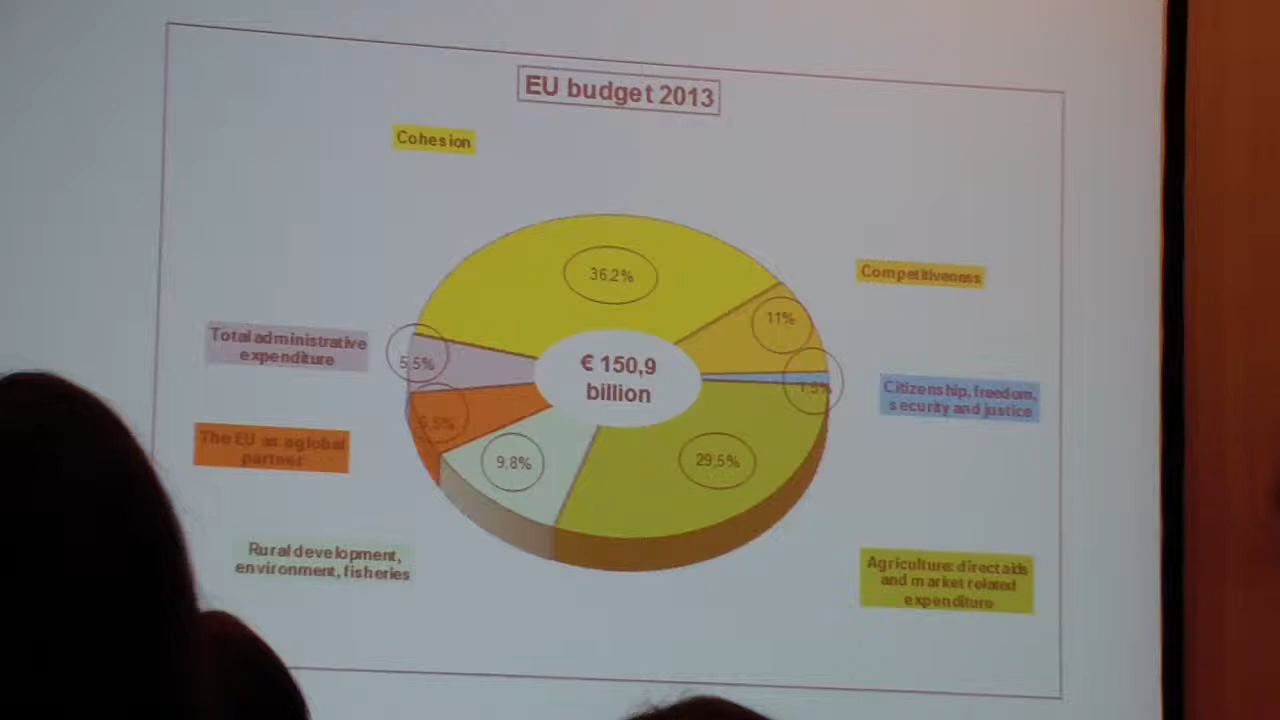 EU budget 2013
Cohesion
36,2%
Competitiveness
11%
Total administrative
expenditure
5,5%
€ 150,9
billion
Citizenship, freedom,
security and justice
The EU as a global
partner
9,8%
29,5%
Rural development,
environment, fisheries
Agriculture: direct aids
and market related
expenditure